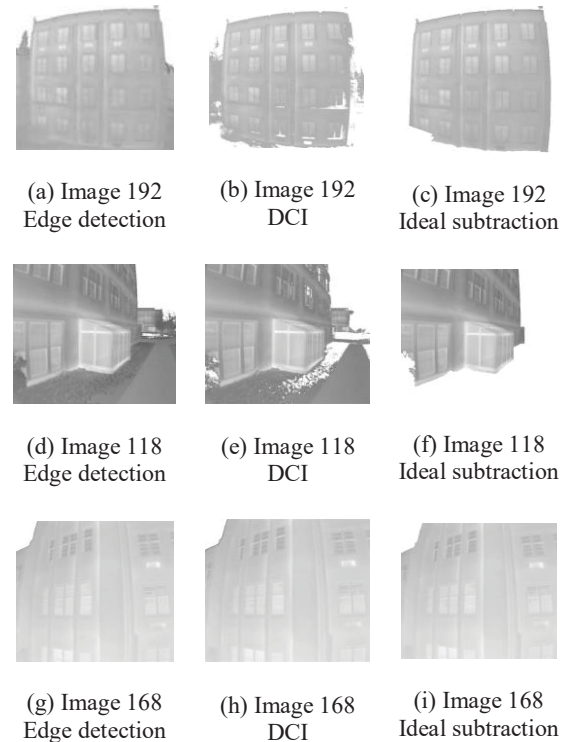 (a) Image 192
Edge detection
(b) Image 192
DCI
(c) Image 192
Ideal subtraction
(d) Image 118
Edge detection
(e) Image 118
DCI
(f) Image 118
Ideal subtraction
(g) Image 168
Edge detection
(h) Image 168
DCI
(i) Image 168
Ideal subtraction